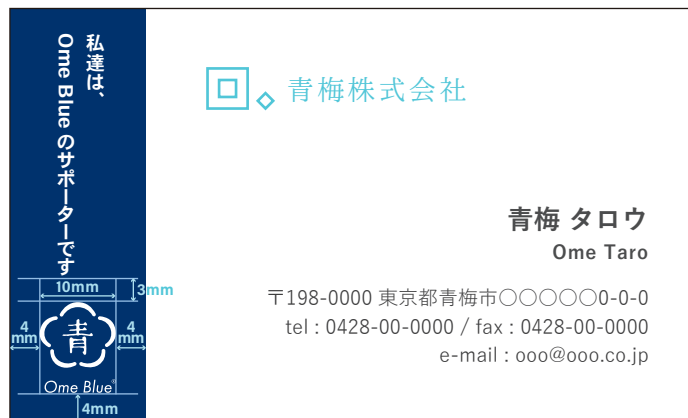 私達は、
Ome Blue のサポーターです
10mm
3mm
4
mm
4
mm
青
Ome Blue®
4mm
青梅株式会社
青梅 タロウ
Ome Taro
〒198-0000 東京都青梅市〇〇〇〇〇0-0-0
tel : 0428-00-0000 / fax : 0428-00-0000
e-mail : ooo@ooo.co.jp